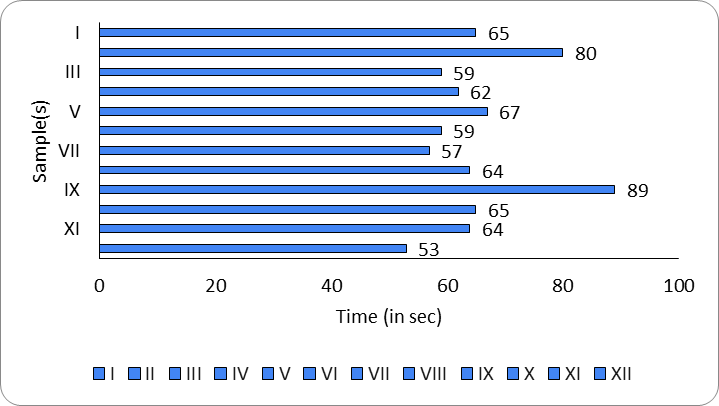 I 65
80
III 59
62
V 67
59
VII 57
64
IX 89
65
XI 64
53
Sample(s)
0 20 40 60 80 100
Time (in sec)
I II III IV V VI VII VIII IX X XI XII